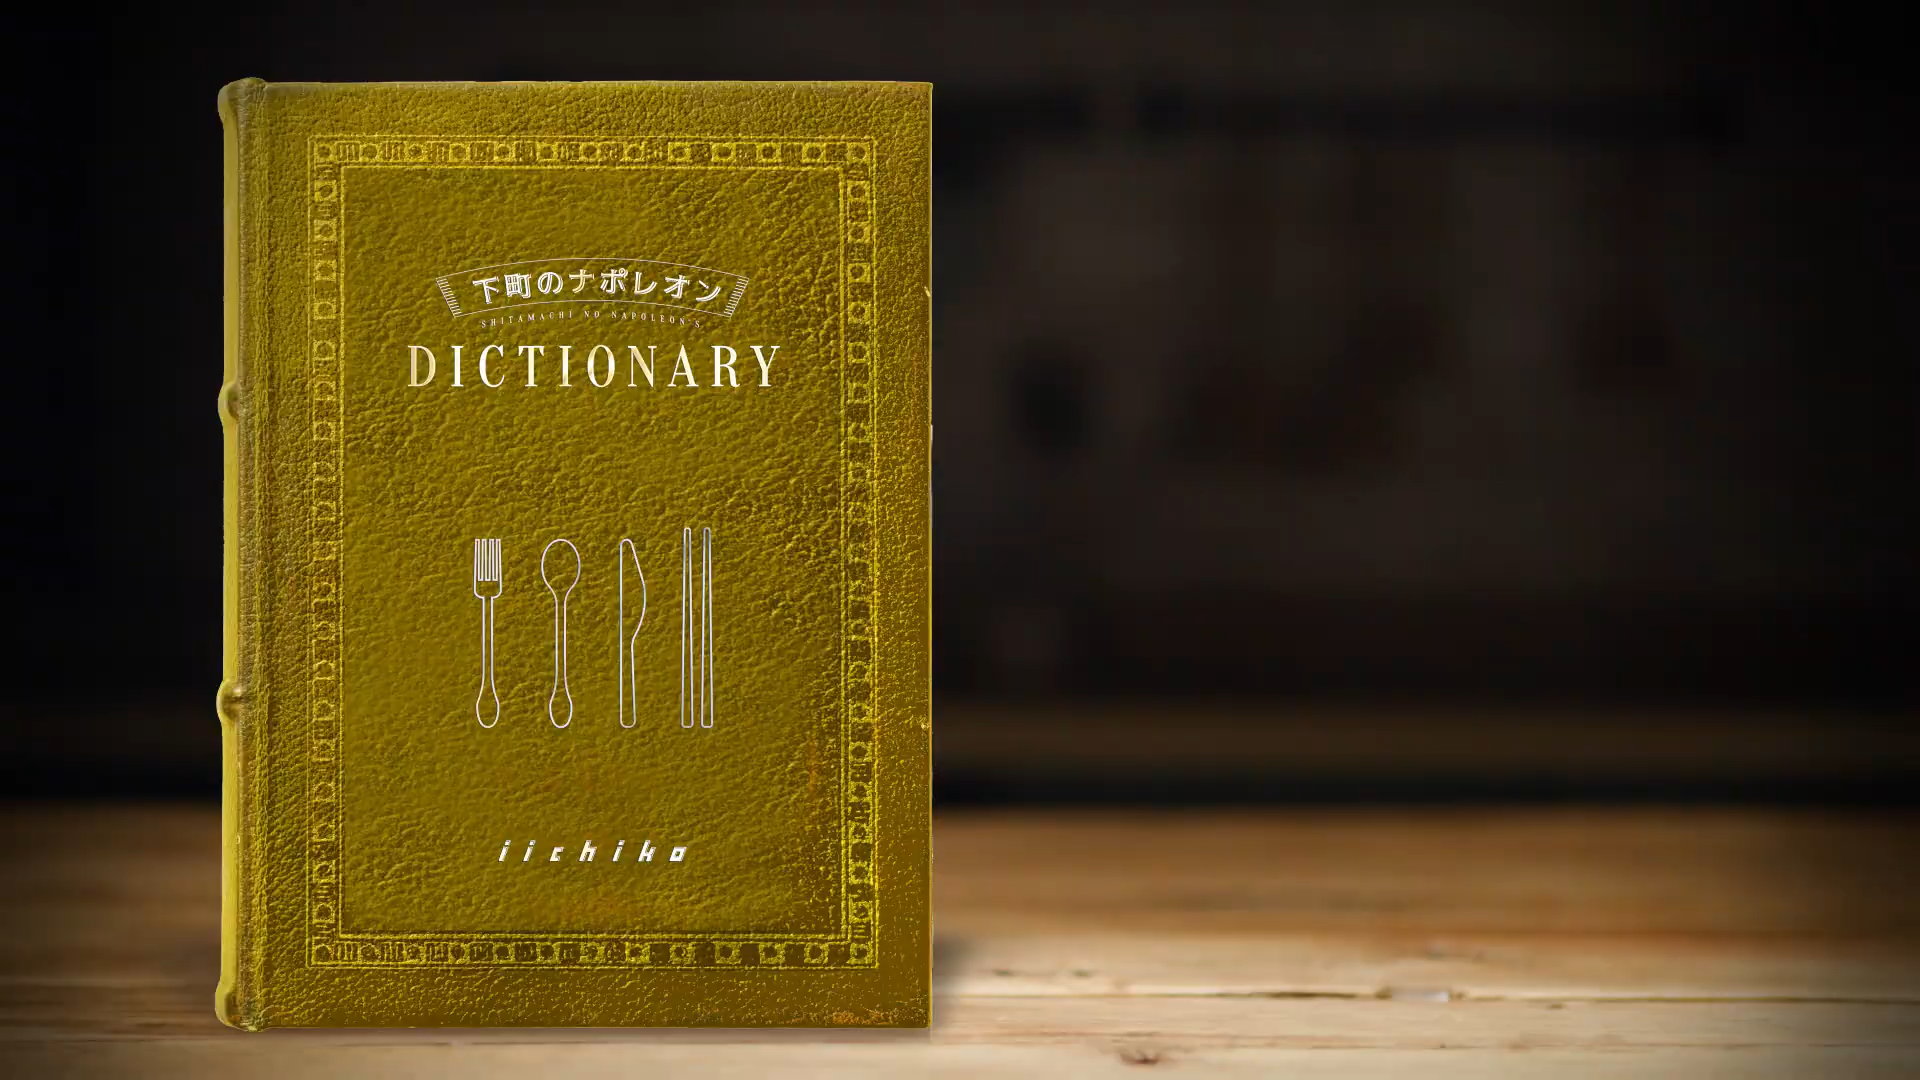 下町のナポレオン
SHITAMACHI NO NAPOLEON'S
DICTIONARY
iichiko